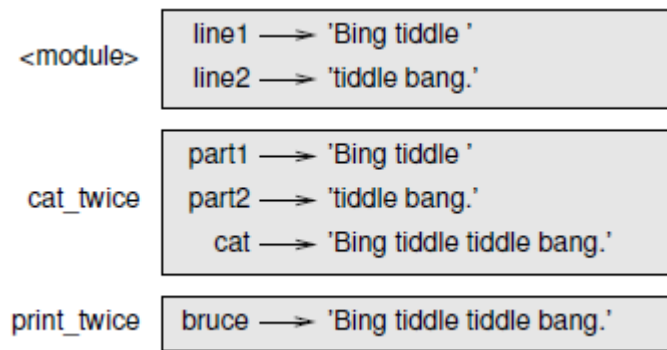 <module>
line1 'Bing tiddle '
line2 'tiddle bang.'
cat_twice
part1 'Bing tiddle '
part2 'tiddle bang.'
cat 'Bing tiddle tiddle bang.'
print_twice
bruce 'Bing tiddle tiddle bang.'